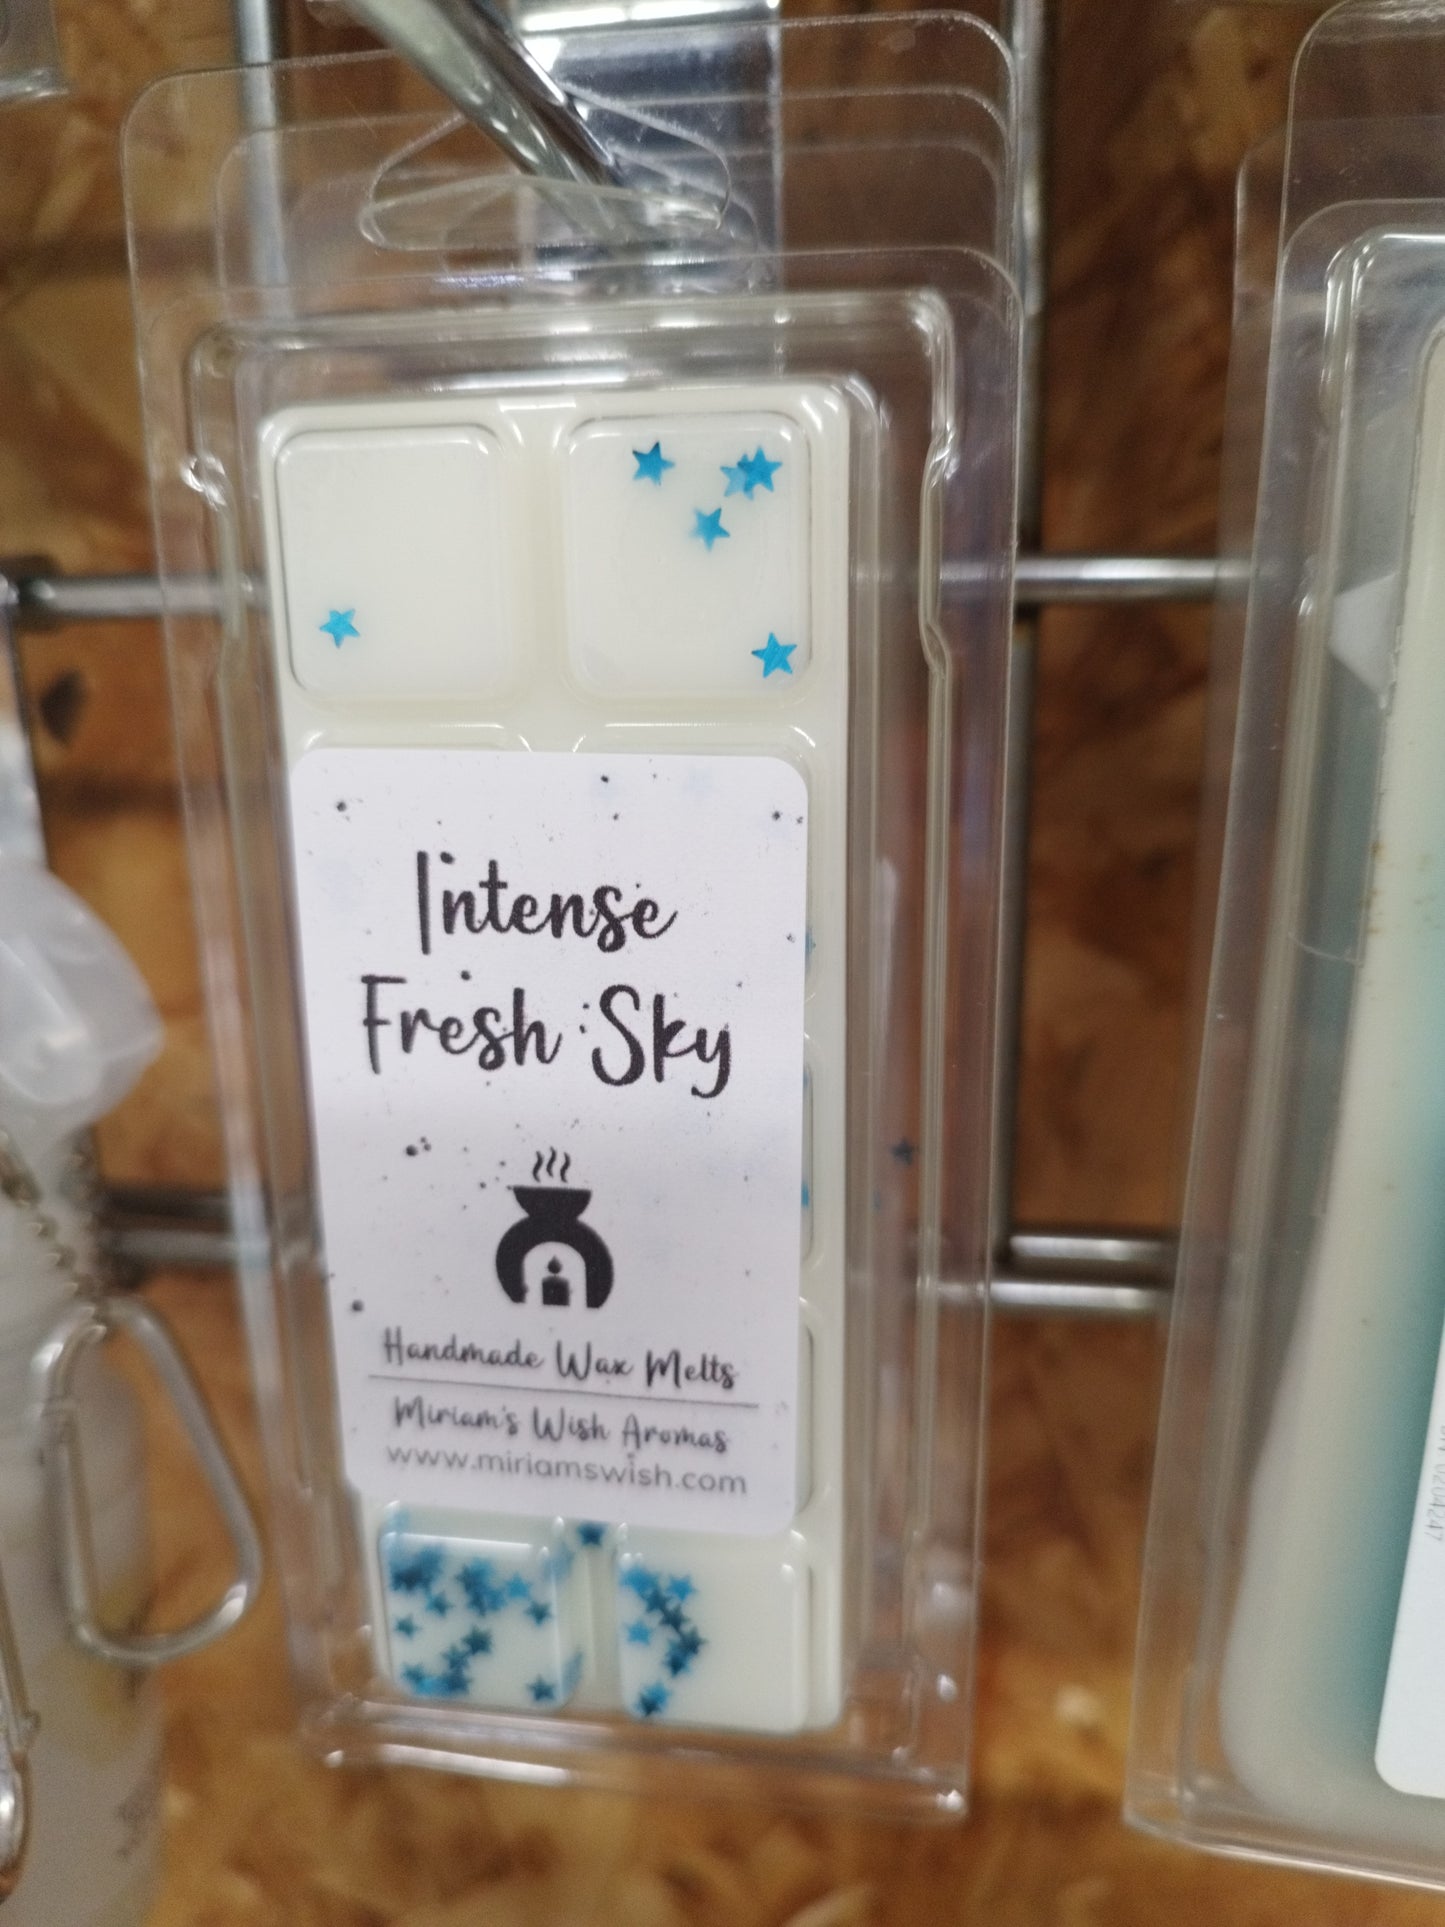 Intense
Fresh Sky
Handmade Wax Melts
Miriam's Wish Aromas
www.miriamswish.com